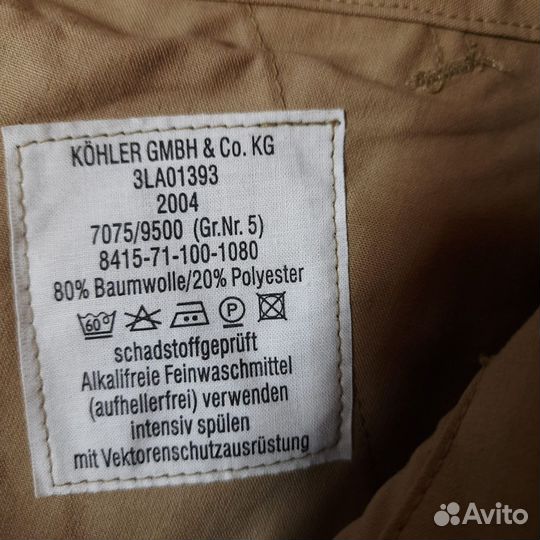 KÖHLER GMBH & Co. KG
3LA01393
2004
7075/9500 (Gr.Nr. 5)
8415-71-100-1080
80% Baumwolle/20% Polyester
60° P
schadstoffgeprüft
Alkalifreie Feinwaschmittel
(aufhellerfrei) verwenden
intensiv spülen
mit Vektorenschutzausrüstung
Avito